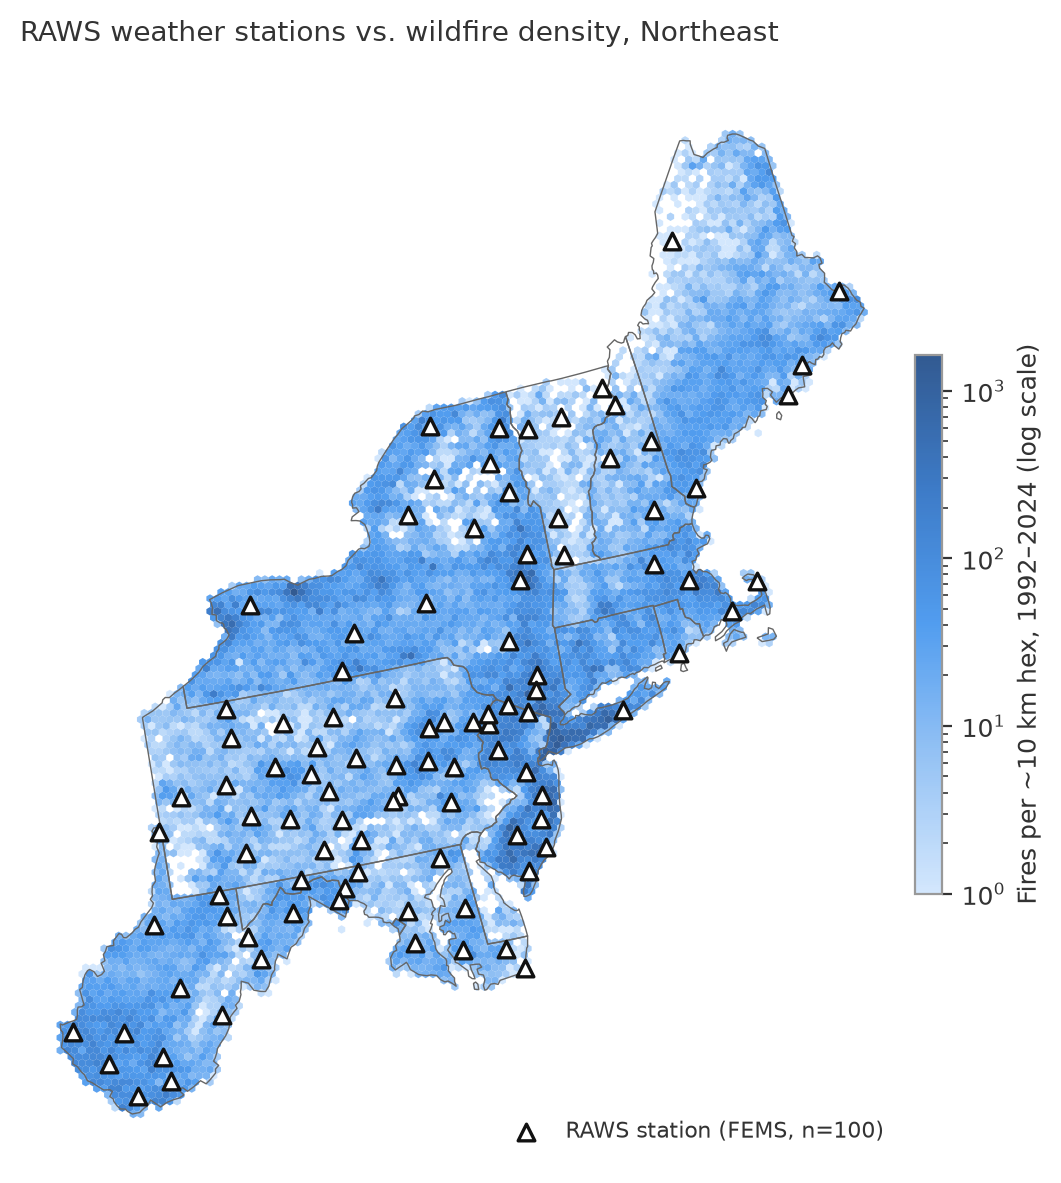 RAWS weather stations vs. wildfire density, Northeast
10³
10²
10¹
10⁰
Fires per ~10 km hex, 1992–2024 (log scale)
RAWS station (FEMS, n=100)